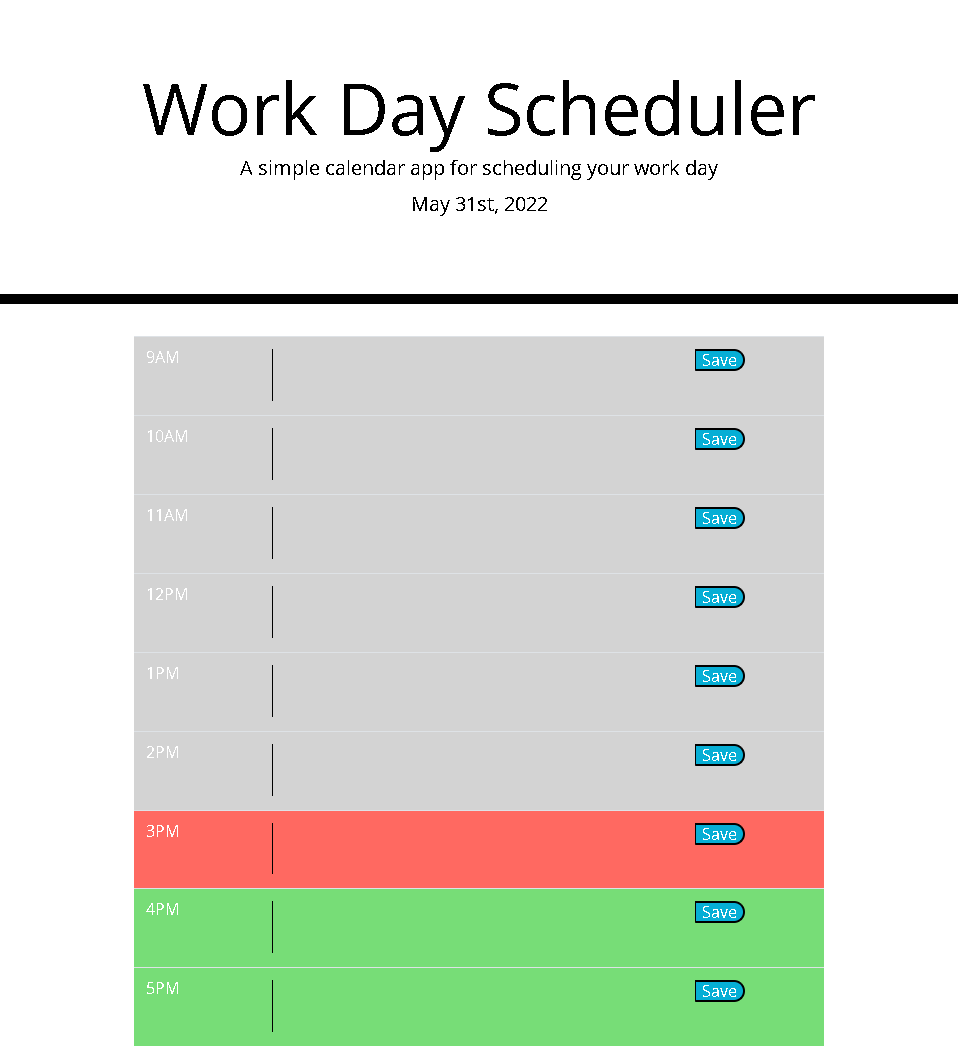 Work Day Scheduler
A simple calendar app for scheduling your work day
May 31st, 2022
9AM Save
10AM Save
11AM Save
12PM Save
1PM Save
2PM Save
3PM Save
4PM Save
5PM Save